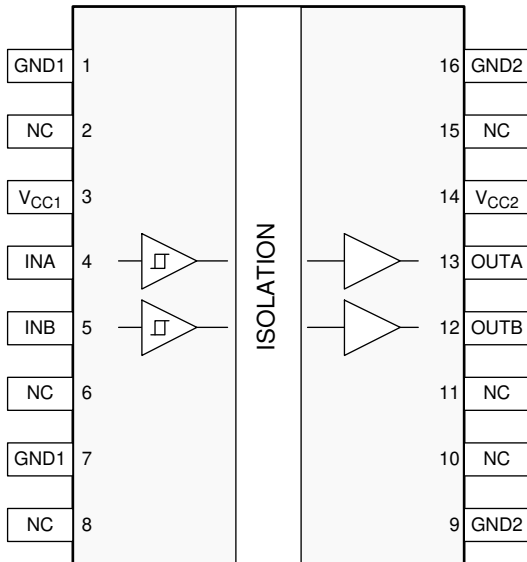 GND1 1 16 GND2
NC 2 15 NC
VCC1 3 14 VCC2
INA 4 13 OUTA
INB 5 12 OUTB
NC 6 11 NC
GND1 7 10 NC
NC 8 9 GND2
ISOLATION